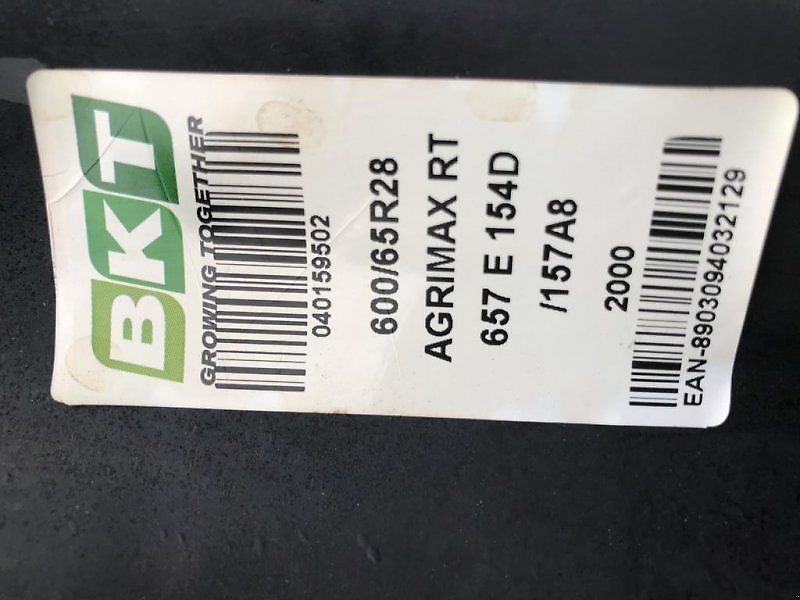 BKT
GROWING TOGETHER
040159502
600/65R28
AGRIMAX RT
657 E 154D
/157A8
2000
EAN-8903094032129